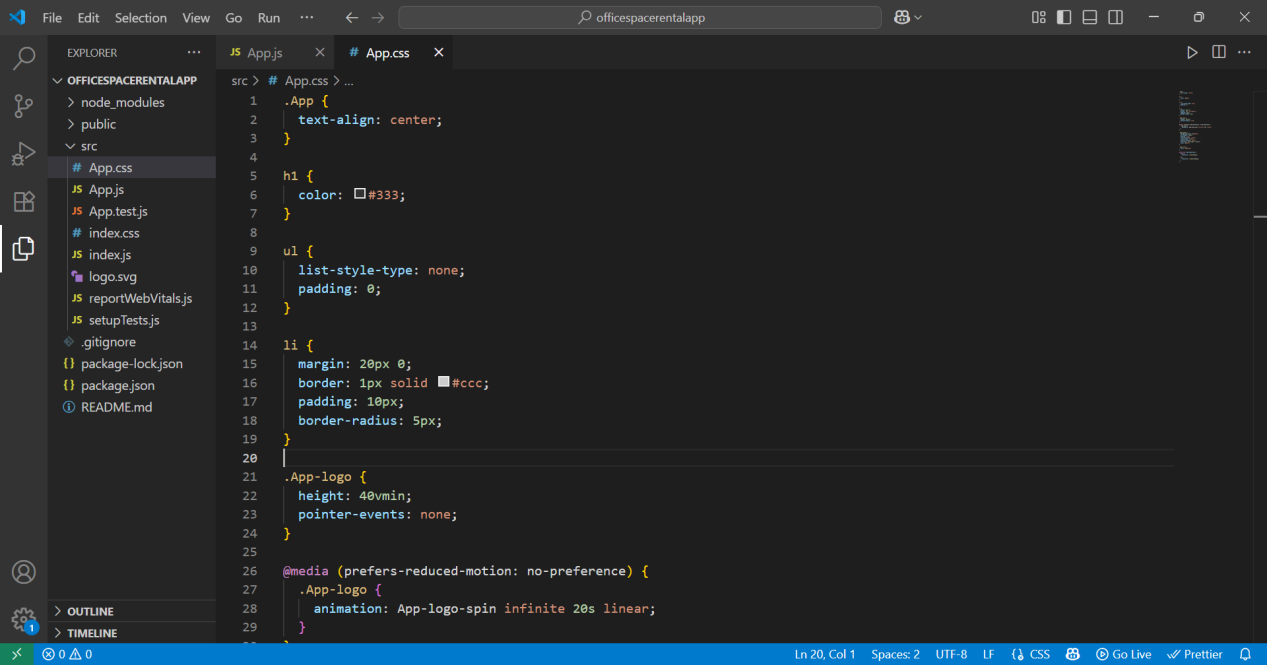 File Edit Selection View Go Run ··· officespacerentalapp
EXPLORER ···
OFFICESPACERENTALAPP
node_modules
public
src
# App.css
JS App.js
JS App.test.js
# index.css
JS index.js
logo.svg
JS reportWebVitals.js
JS setupTests.js
.gitignore
{} package-lock.json
{} package.json
README.md
OUTLINE
TIMELINE
1
JS App.js # App.css
src > # App.css > ...
1 .App {
2 text-align: center;
3 }
4
5 h1 {
6 color: #333;
7 }
8
9 ul {
10 list-style-type: none;
11 padding: 0;
12 }
13
14 li {
15 margin: 20px 0;
16 border: 1px solid #ccc;
17 padding: 10px;
18 border-radius: 5px;
19 }
20
21 .App-logo {
22 height: 40vmin;
23 pointer-events: none;
24 }
25
26 @media (prefers-reduced-motion: no-preference) {
27 .App-logo {
28 animation: App-logo-spin infinite 20s linear;
29 }
0 0 Ln 20, Col 1 Spaces: 2 UTF-8 LF {} CSS Go Live Prettier